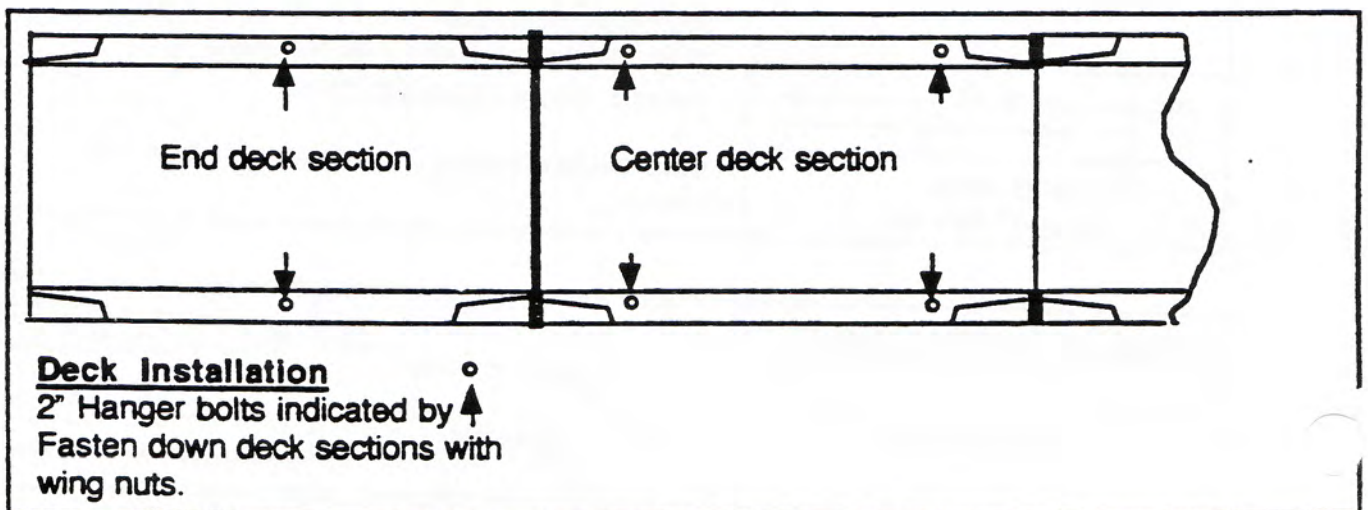 End deck section
Center deck section
Deck Installation
2" Hanger bolts indicated by
Fasten down deck sections with
wing nuts.